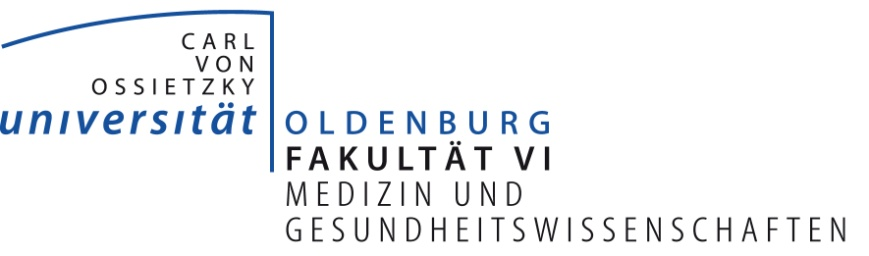 CARL
VON
OSSIETZKY
universität OLDENBURG
FAKULTÄT VI
MEDIZIN UND
GESUNDHEITSWISSENSCHAFTEN